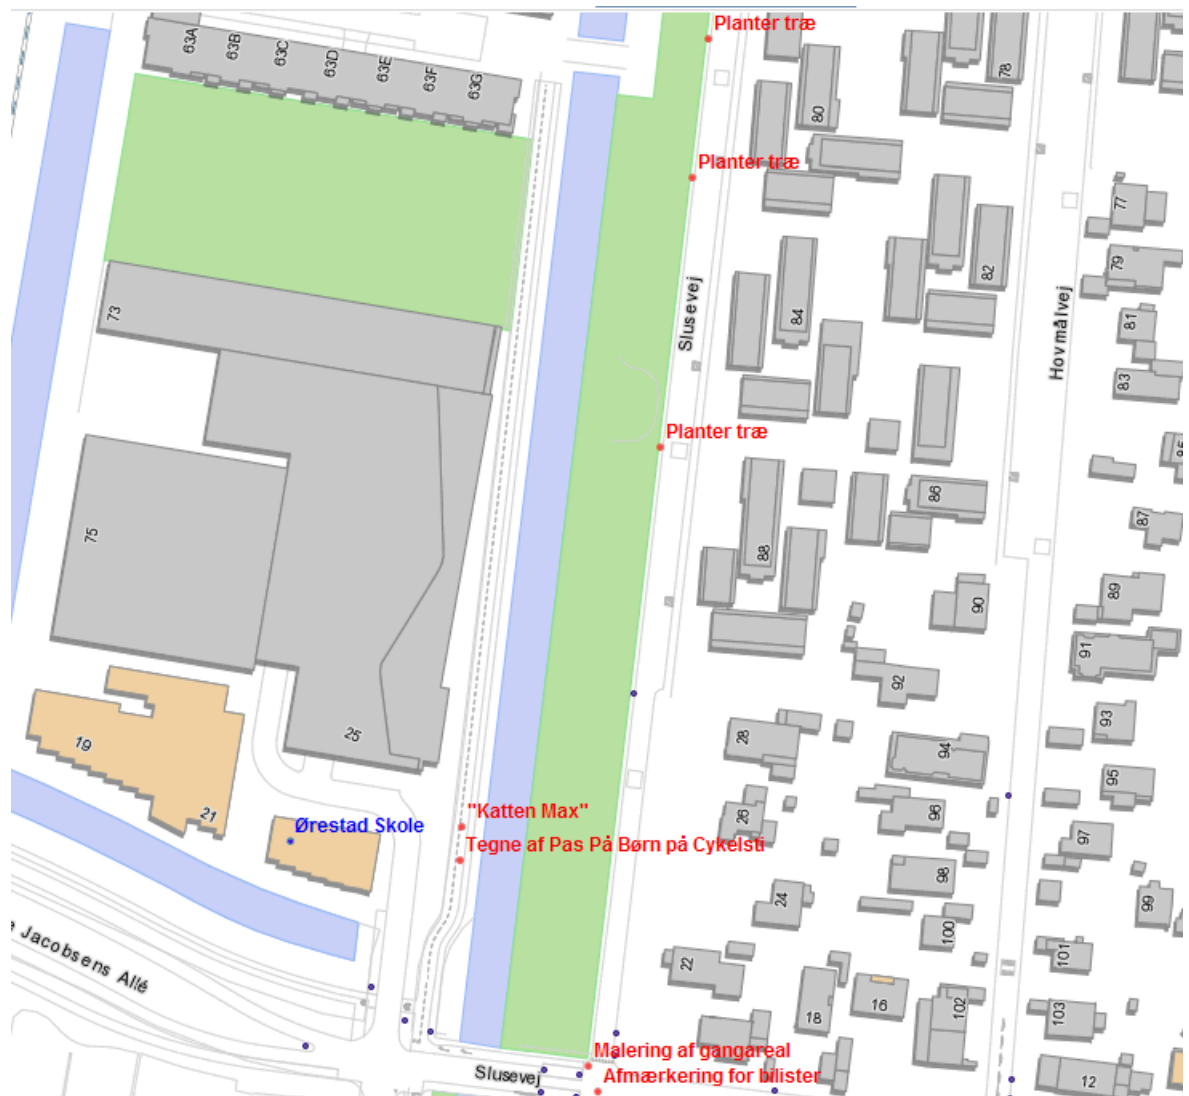 Planter træ
63A
63B
63C
63D
63E
63F
63G
78
80
Planter træ
77
79
82
73
84
Slusevej
Hovmålvej
81
83
Planter træ
85
86
87
75
88
89
90
91
92
93
19
25
28
94
95
21
"Katten Max"
26
96
Ørestad Skole
Tegne af Pas På Børn på Cykelsti
97
98
24
99
100
e Jacobsens Allé
22
101
18
16
102
103
Malering af gangareal
Slusevej
Afmærkering for bilister
12